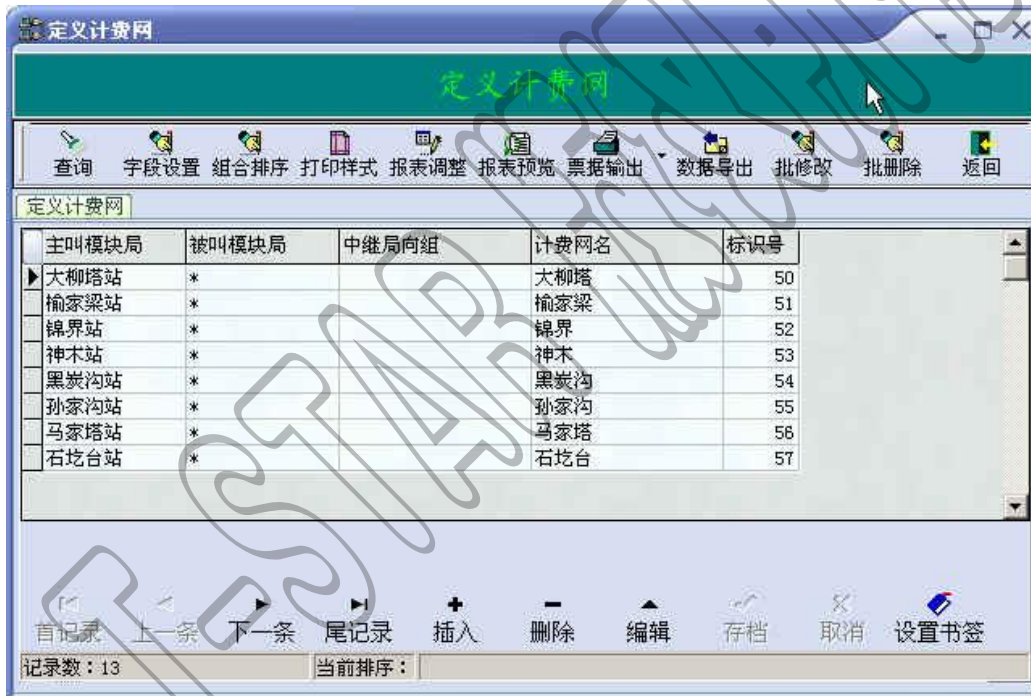 定义计费网
定义计费网
查询 字段设置 组合排序 打印样式 报表调整 报表预览 票据输出 数据导出 批修改 批删除 返回
定义计费网
主叫模块局 被叫模块局 中继局向组 计费网名 标识号
大柳塔站 * 大柳塔 50
榆家梁站 * 榆家梁 51
锦界站 * 锦界 52
神木站 * 神木 53
黑炭沟站 * 黑炭沟 54
孙家沟站 * 孙家沟 55
马家塔站 * 马家塔 56
石圪台站 * 石圪台 57
首记录 上一条 下一条 尾记录 插入 删除 编辑 存档 取消 设置书签
记录数：13 当前排序：